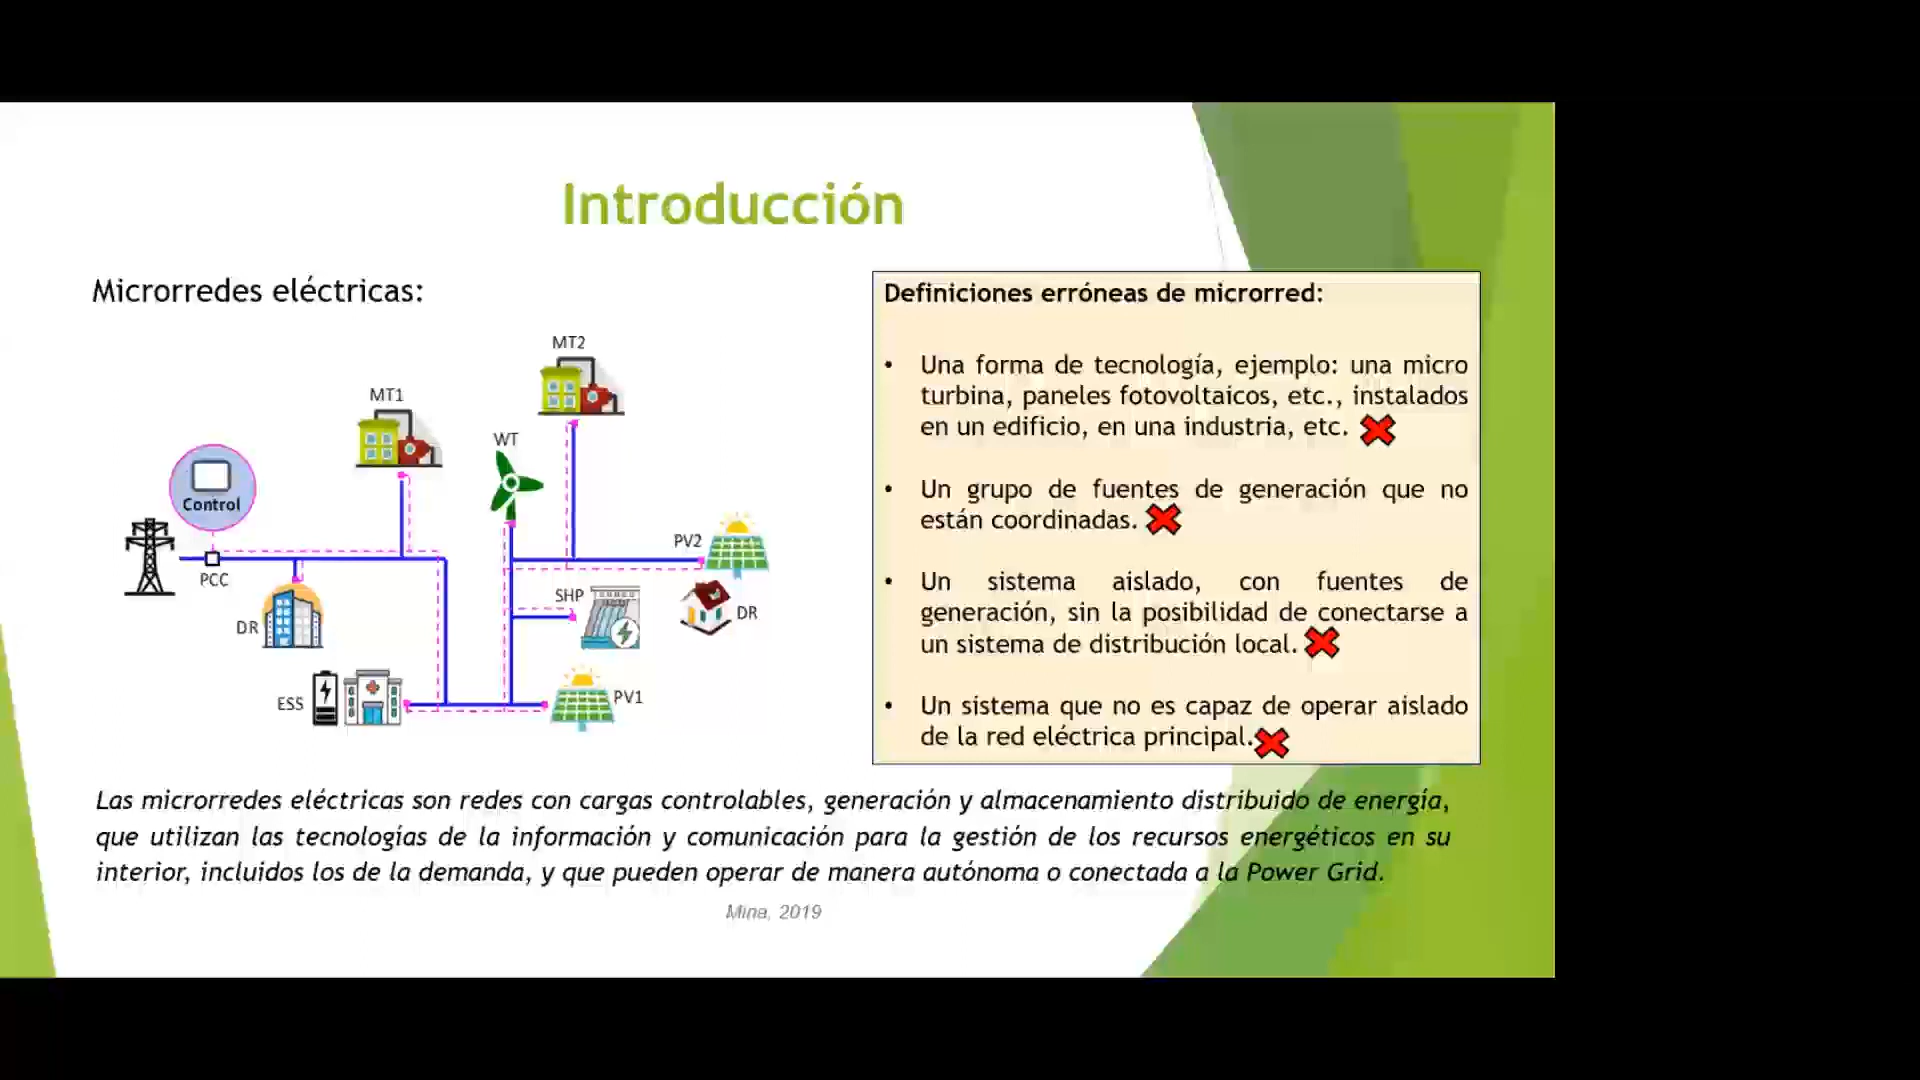 Introducción
Microrredes eléctricas:
MT2
MT1
WT
Control
PV2
PCC
SHP
DR
DR
ESS
PV1
Definiciones erróneas de microrred:
• Una forma de tecnología, ejemplo: una micro
turbina, paneles fotovoltaicos, etc., instalados
en un edificio, en una industria, etc.
• Un grupo de fuentes de generación que no
están coordinadas.
• Un sistema aislado, con fuentes de
generación, sin la posibilidad de conectarse a
un sistema de distribución local.
• Un sistema que no es capaz de operar aislado
de la red eléctrica principal.
Las microrredes eléctricas son redes con cargas controlables, generación y almacenamiento distribuido de energía,
que utilizan las tecnologías de la información y comunicación para la gestión de los recursos energéticos en su
interior, incluidos los de la demanda, y que pueden operar de manera autónoma o conectada a la Power Grid.
Mina, 2019